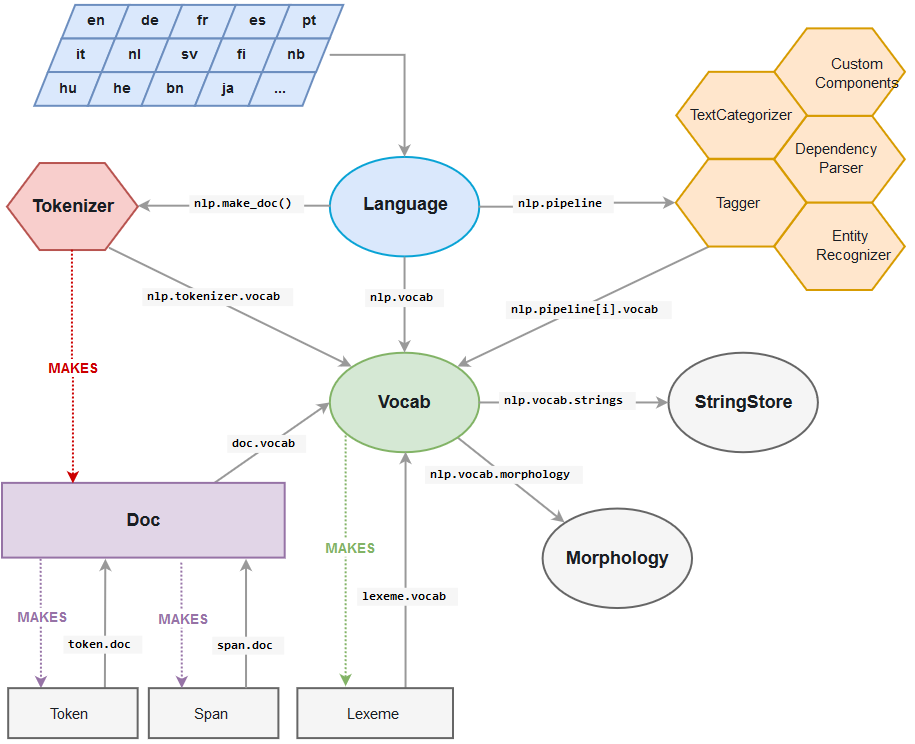 en de fr es pt
it nl sv fi nb
hu he bn ja ...
Custom
Components
TextCategorizer
Dependency
Parser
Tokenizer
nlp.make_doc()
Language
nlp.pipeline
Tagger
Entity
Recognizer
nlp.tokenizer.vocab
nlp.vocab
nlp.pipeline[i].vocab
MAKES
Vocab
nlp.vocab.strings
StringStore
doc.vocab
nlp.vocab.morphology
Doc
MAKES
Morphology
lexeme.vocab
MAKES
MAKES
token.doc
span.doc
Token
Span
Lexeme